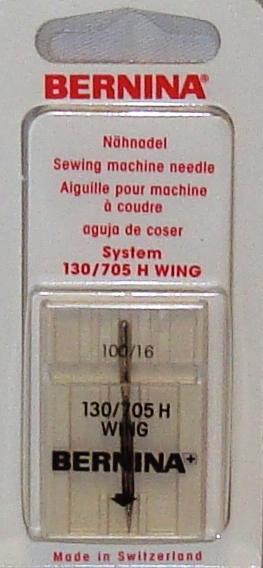 BERNINA®
Nähnadel
Sewing machine needle
Aiguille pour machine
à coudre
aguja de coser
System
130/705 H WING
100/16
130/705 H
WING
BERNINA+
Made in Switzerland